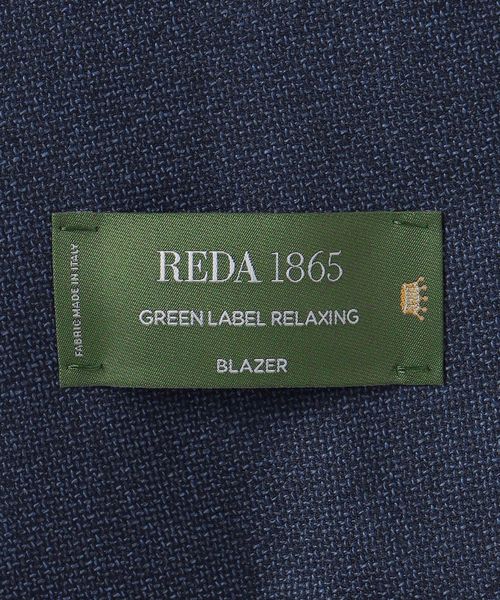 FABRIC MADE IN ITALY
REDA 1865
GREEN LABEL RELAXING
BLAZER